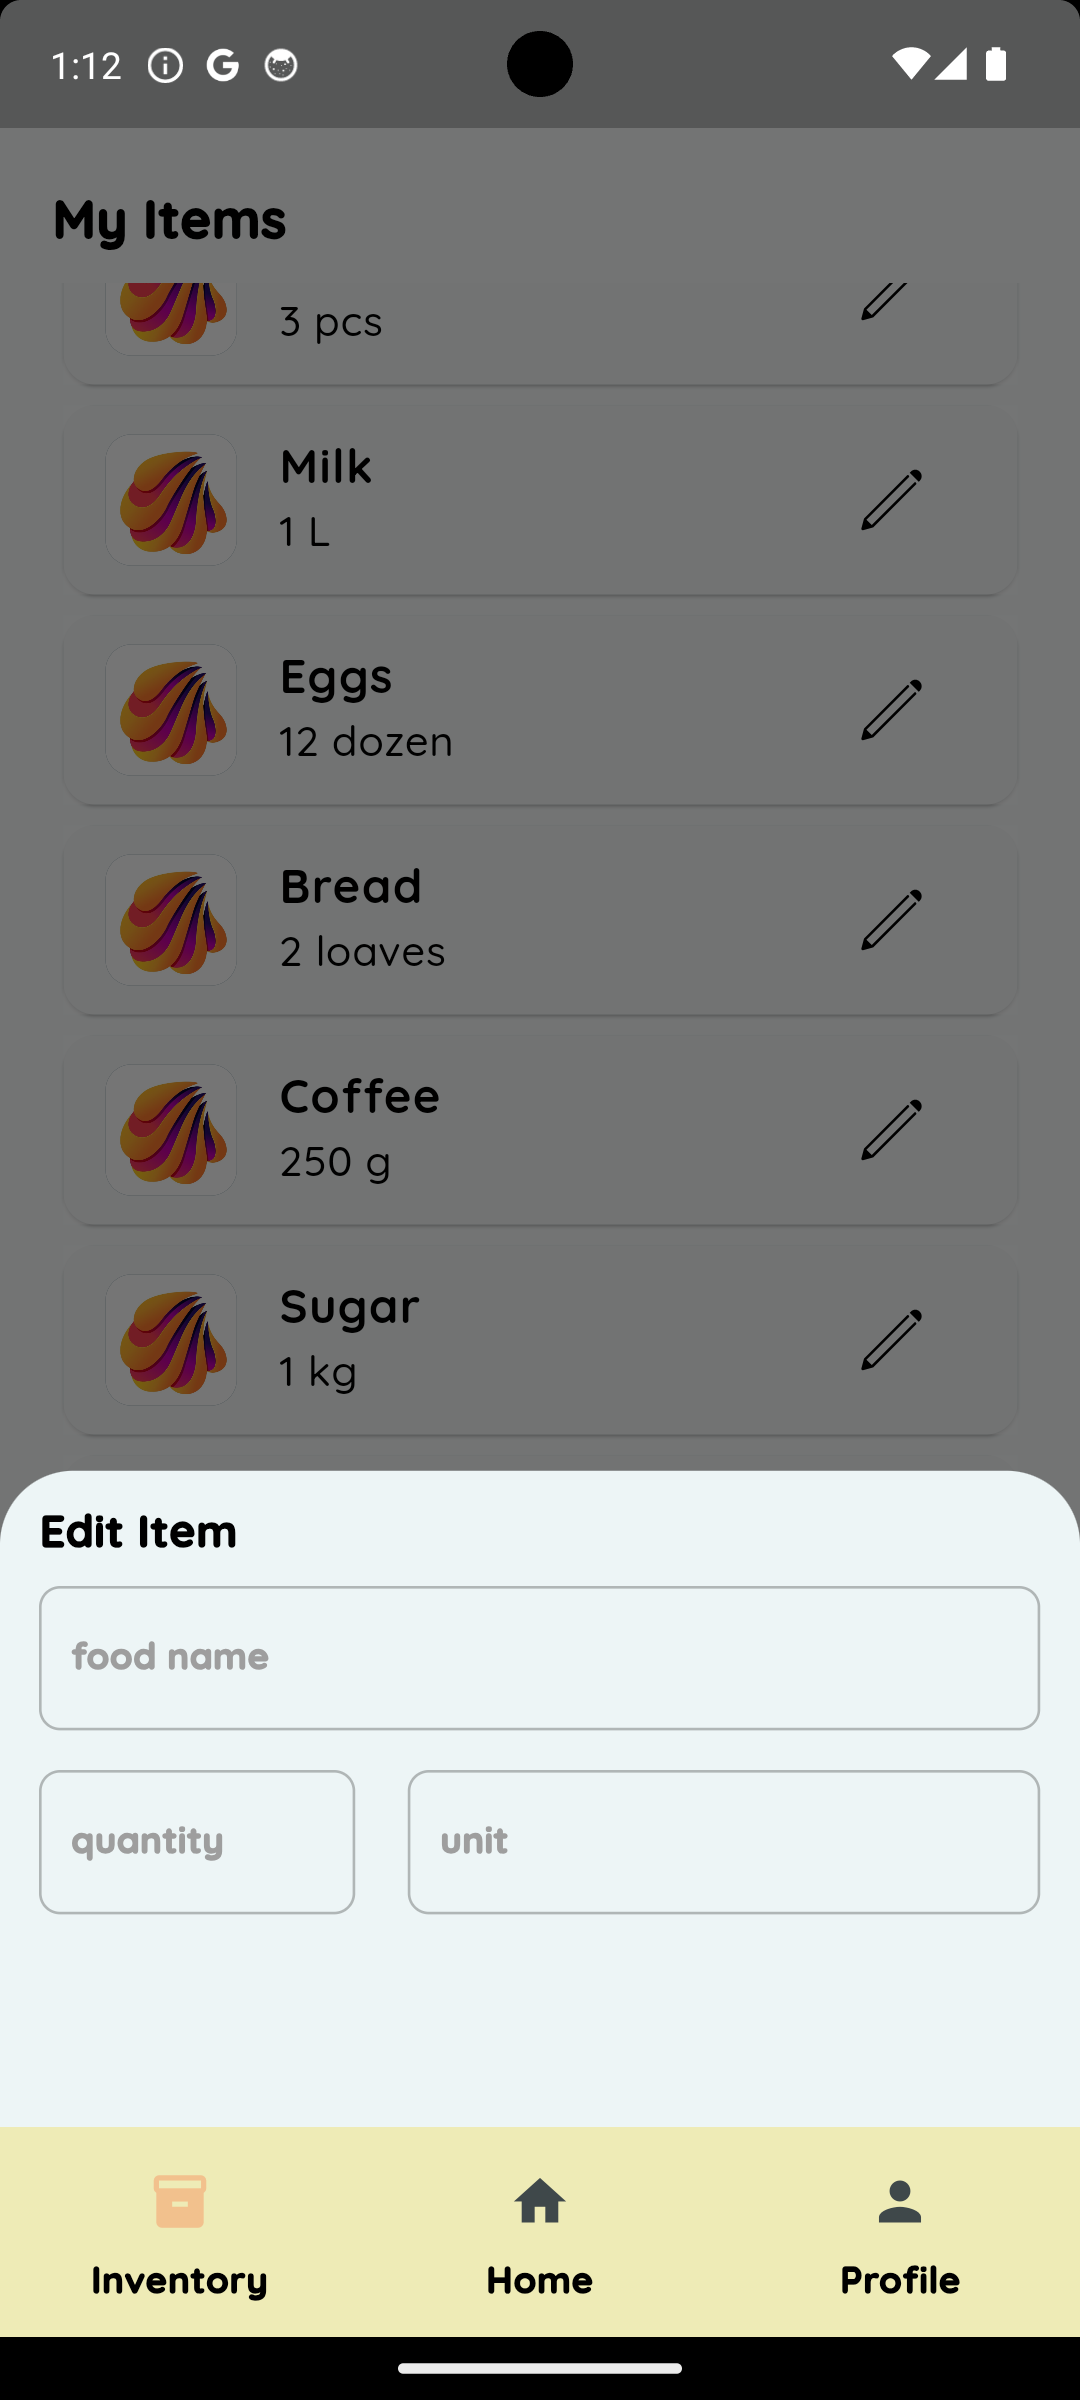 1:12
My Items
3 pcs
Milk
1 L
Eggs
12 dozen
Bread
2 loaves
Coffee
250 g
Sugar
1 kg
Edit Item
food name
quantity
unit
Inventory
Home
Profile